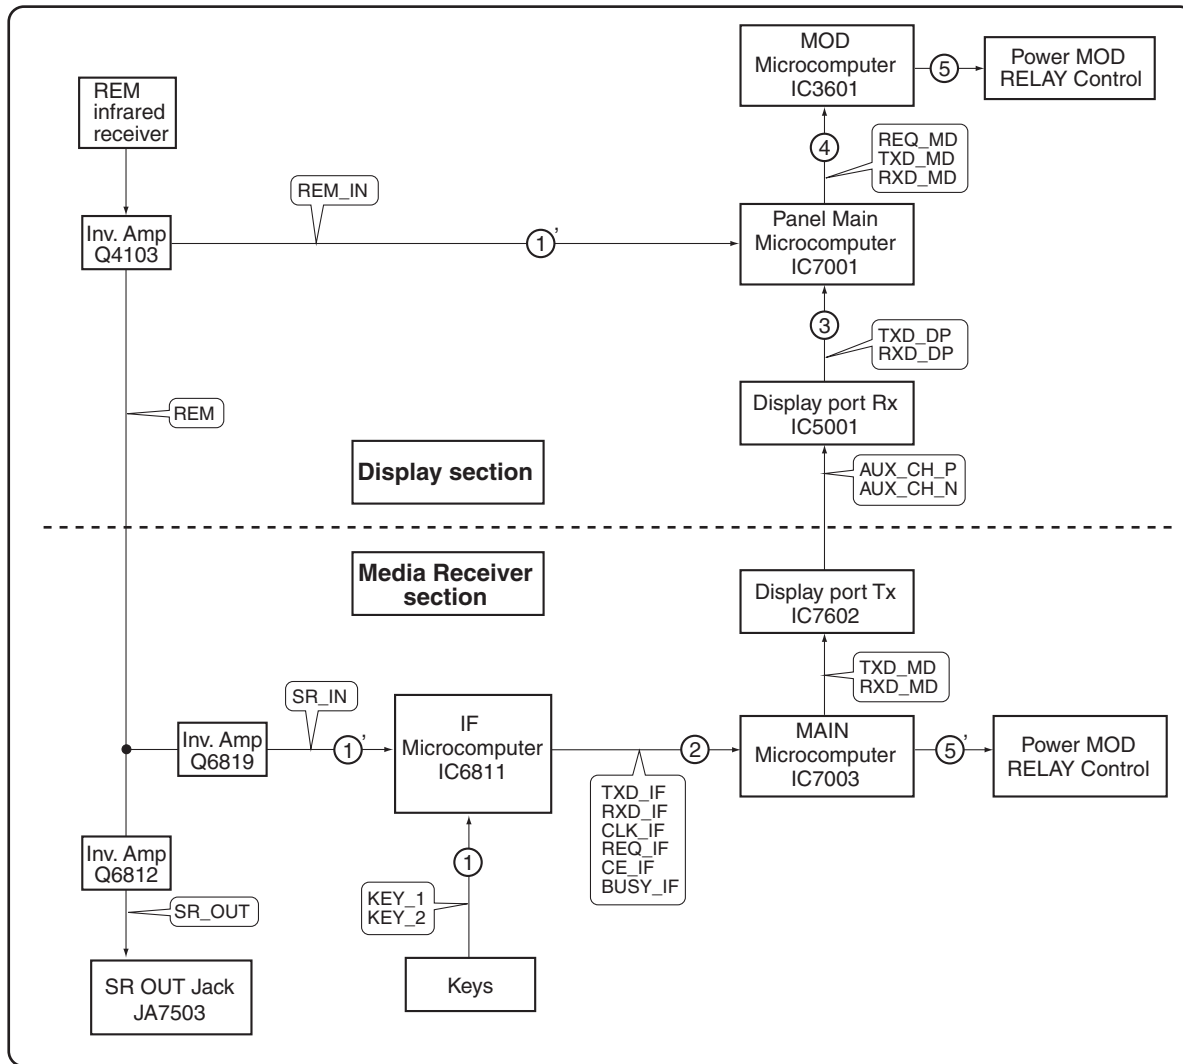 MOD
Microcomputer
IC3601
5
Power MOD
RELAY Control
REM
infrared
receiver
4
REQ_MD
TXD_MD
RXD_MD
REM_IN
Inv. Amp
Q4103
1’
Panel Main
Microcomputer
IC7001
3
TXD_DP
RXD_DP
REM
Display port Rx
IC5001
Display section
AUX_CH_P
AUX_CH_N
Media Receiver
section
Display port Tx
IC7602
TXD_MD
RXD_MD
SR_IN
Inv. Amp
Q6819
1’
IF
Microcomputer
IC6811
2
MAIN
Microcomputer
IC7003
5’
Power MOD
RELAY Control
TXD_IF
RXD_IF
CLK_IF
REQ_IF
CE_IF
BUSY_IF
Inv. Amp
Q6812
1
KEY_1
KEY_2
SR_OUT
SR OUT Jack
JA7503
Keys